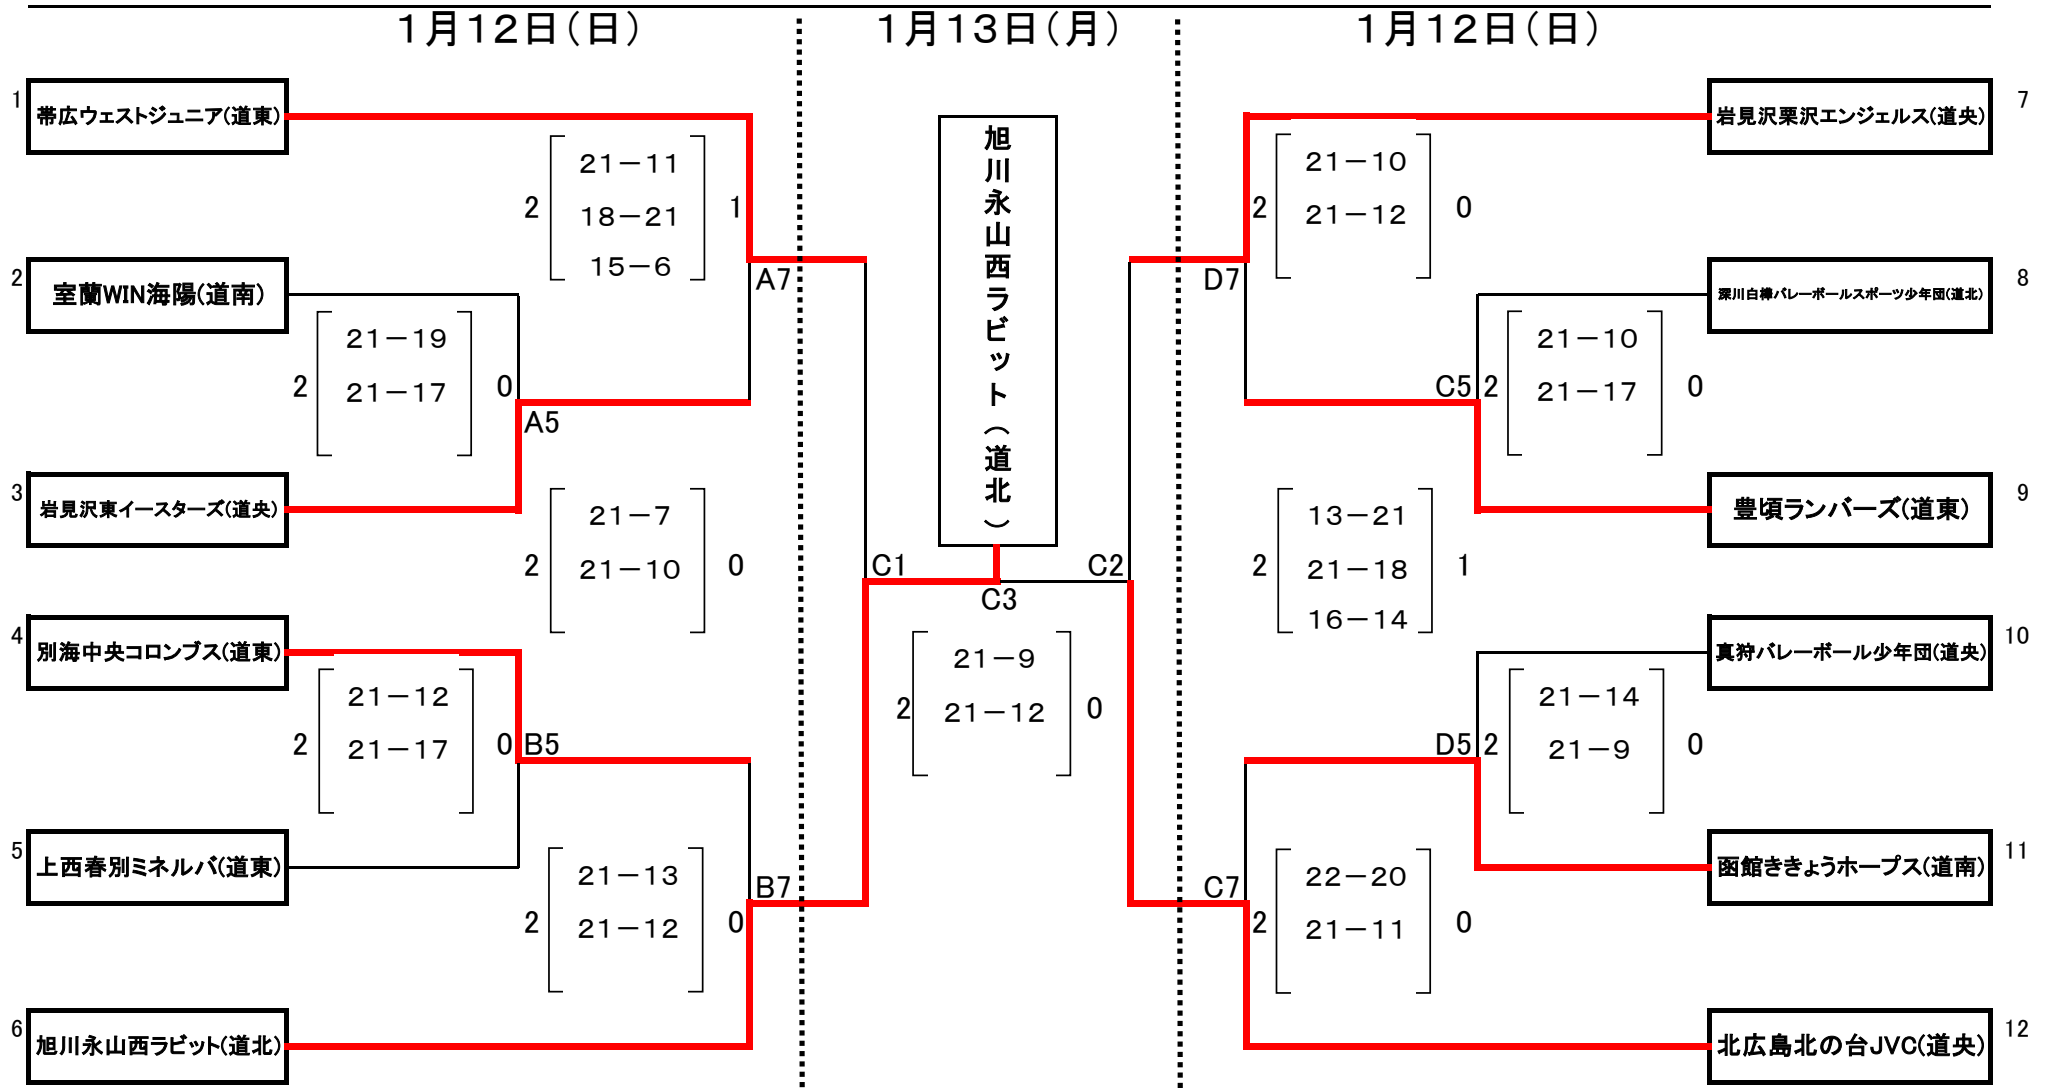 1月12日(日)
1月13日(月)
1月12日(日)
1
帯広ウェストジュニア(道東)
2
室蘭WIN海陽(道南)
3
岩見沢東イースターズ(道央)
4
別海中央コロンブス(道東)
5
上西春別ミネルバ(道東)
6
旭川永山西ラビット(道北)
2
21-11
18-21
15-6
1
A7
2
21-19
21-17
0
A5
2
21-7
21-10
0
2
21-12
21-17
0
B5
2
21-13
21-12
0
B7
旭川永山西ラビット(道北)
C1
C2
C3
2
21-9
21-12
0
D7
2
21-10
21-12
0
C5
2
21-10
21-17
0
2
13-21
21-18
16-14
1
D5
2
21-14
21-9
0
C7
2
22-20
21-11
0
7
岩見沢栗沢エンジェルス(道央)
8
深川白樺バレーボールスポーツ少年団(道北)
9
豊頃ランバーズ(道東)
10
真狩バレーボール少年団(道央)
11
函館ききょうホープス(道南)
12
北広島北の台JVC(道央)